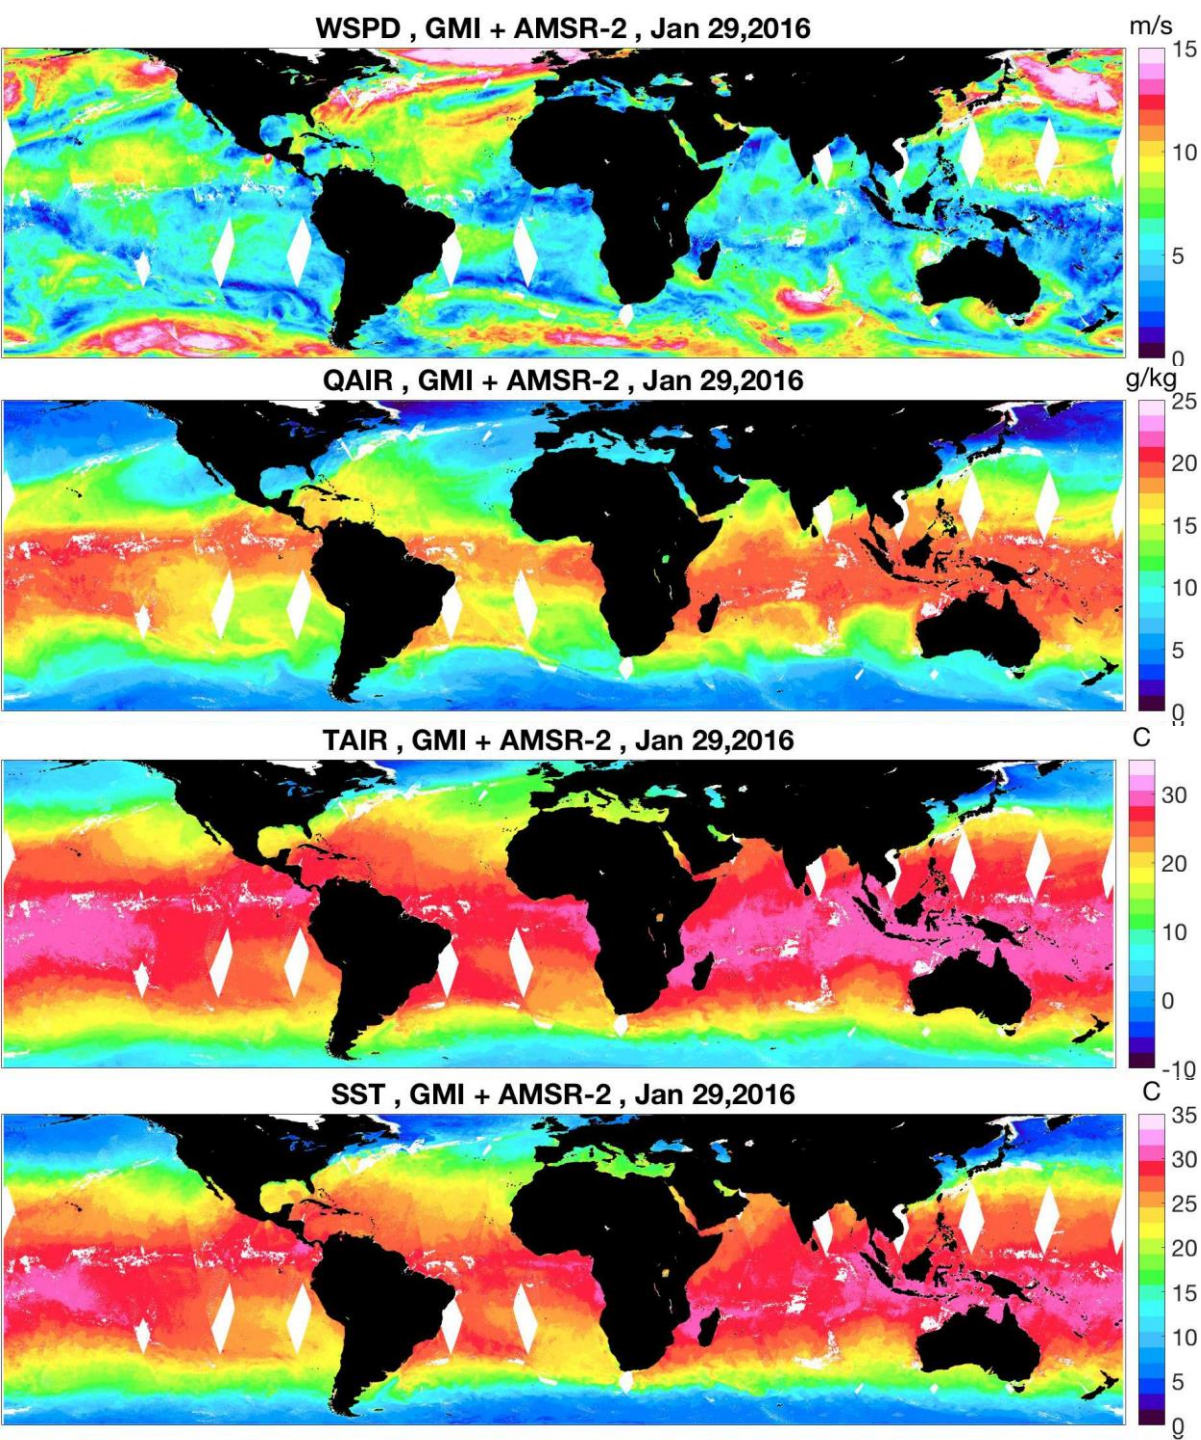 WSPD , GMI + AMSR-2 , Jan 29,2016
m/s
15
10
5
0
QAIR , GMI + AMSR-2 , Jan 29,2016
g/kg
25
20
15
10
5
0
TAIR , GMI + AMSR-2 , Jan 29,2016
C
30
20
10
0
-10
SST , GMI + AMSR-2 , Jan 29,2016
C
35
30
25
20
15
10
5
0